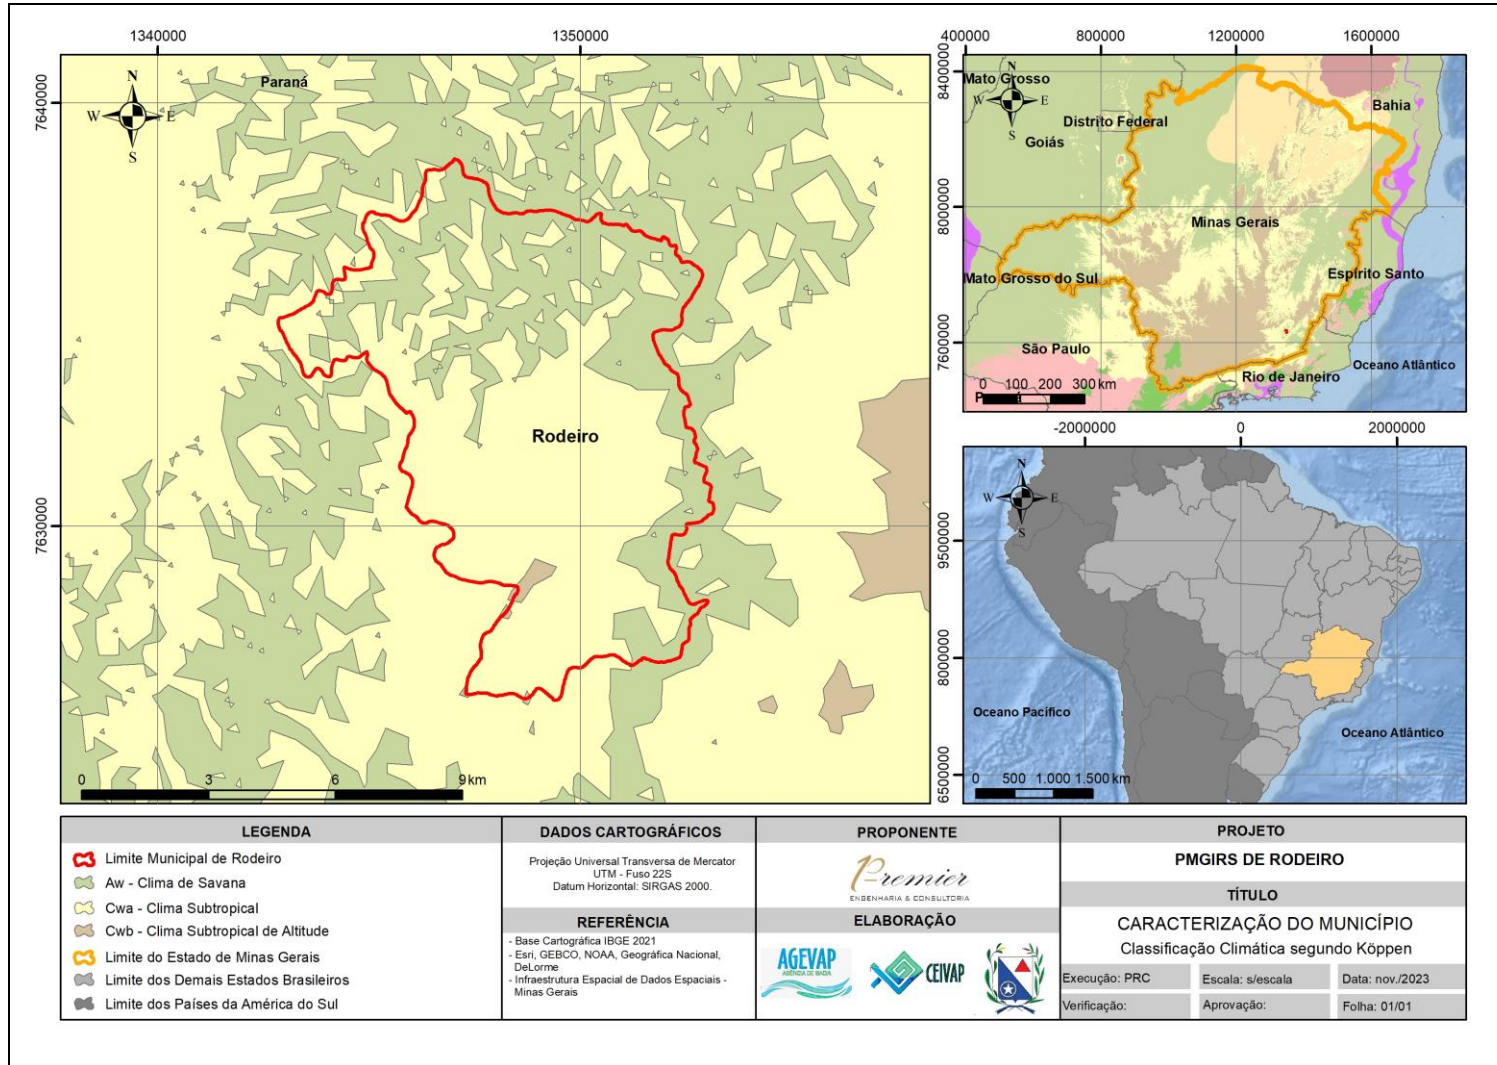 1340000
1350000
7640000
7630000
Paraná
N
W
E
S
Rodeiro
0
3
6
9 km
400000
800000
1200000
1600000
8400000
8000000
7600000
Mato Grosso
N
W
E
S
Distrito Federal
Goiás
Bahia
Minas Gerais
Mato Grosso do Sul
Espírito Santo
São Paulo
Rio de Janeiro
Oceano Atlântico
0
100
200
300 km
P
-2000000
0
2000000
9500000
8000000
6500000
N
W
E
S
Oceano Pacífico
Oceano Atlântico
0
500
1.000
1.500 km
LEGENDA
Limite Municipal de Rodeiro
Aw - Clima de Savana
Cwa - Clima Subtropical
Cwb - Clima Subtropical de Altitude
Limite do Estado de Minas Gerais
Limite dos Demais Estados Brasileiros
Limite dos Países da América do Sul
DADOS CARTOGRÁFICOS
Projeção Universal Transversa de Mercator
UTM - Fuso 22S
Datum Horizontal: SIRGAS 2000.
REFERÊNCIA
- Base Cartográfica IBGE 2021
- Esri, GEBCO, NOAA, Geográfica Nacional,
DeLorme
- Infraestrutura Espacial de Dados Espaciais -
Minas Gerais
PROPONENTE
Premier
ENGENHARIA & CONSULTORIA
ELABORAÇÃO
AGEVAP
AGÊNCIA DE BACIA
CEIVAP
PROJETO
PMGIRS DE RODEIRO
TÍTULO
CARACTERIZAÇÃO DO MUNICÍPIO
Classificação Climática segundo Köppen
Execução: PRC
Escala: s/escala
Data: nov./2023
Verificação:
Aprovação:
Folha: 01/01